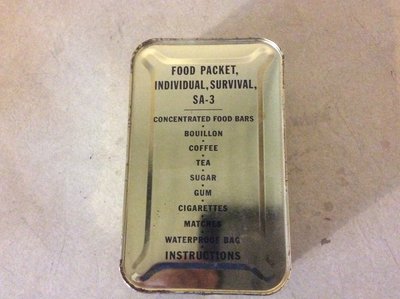 FOOD PACKET,
INDIVIDUAL, SURVIVAL,
SA-3
CONCENTRATED FOOD BARS
BOUILLON
COFFEE
TEA
SUGAR
GUM
CIGARETTES
MATCHES
WATERPROOF BAG
INSTRUCTIONS